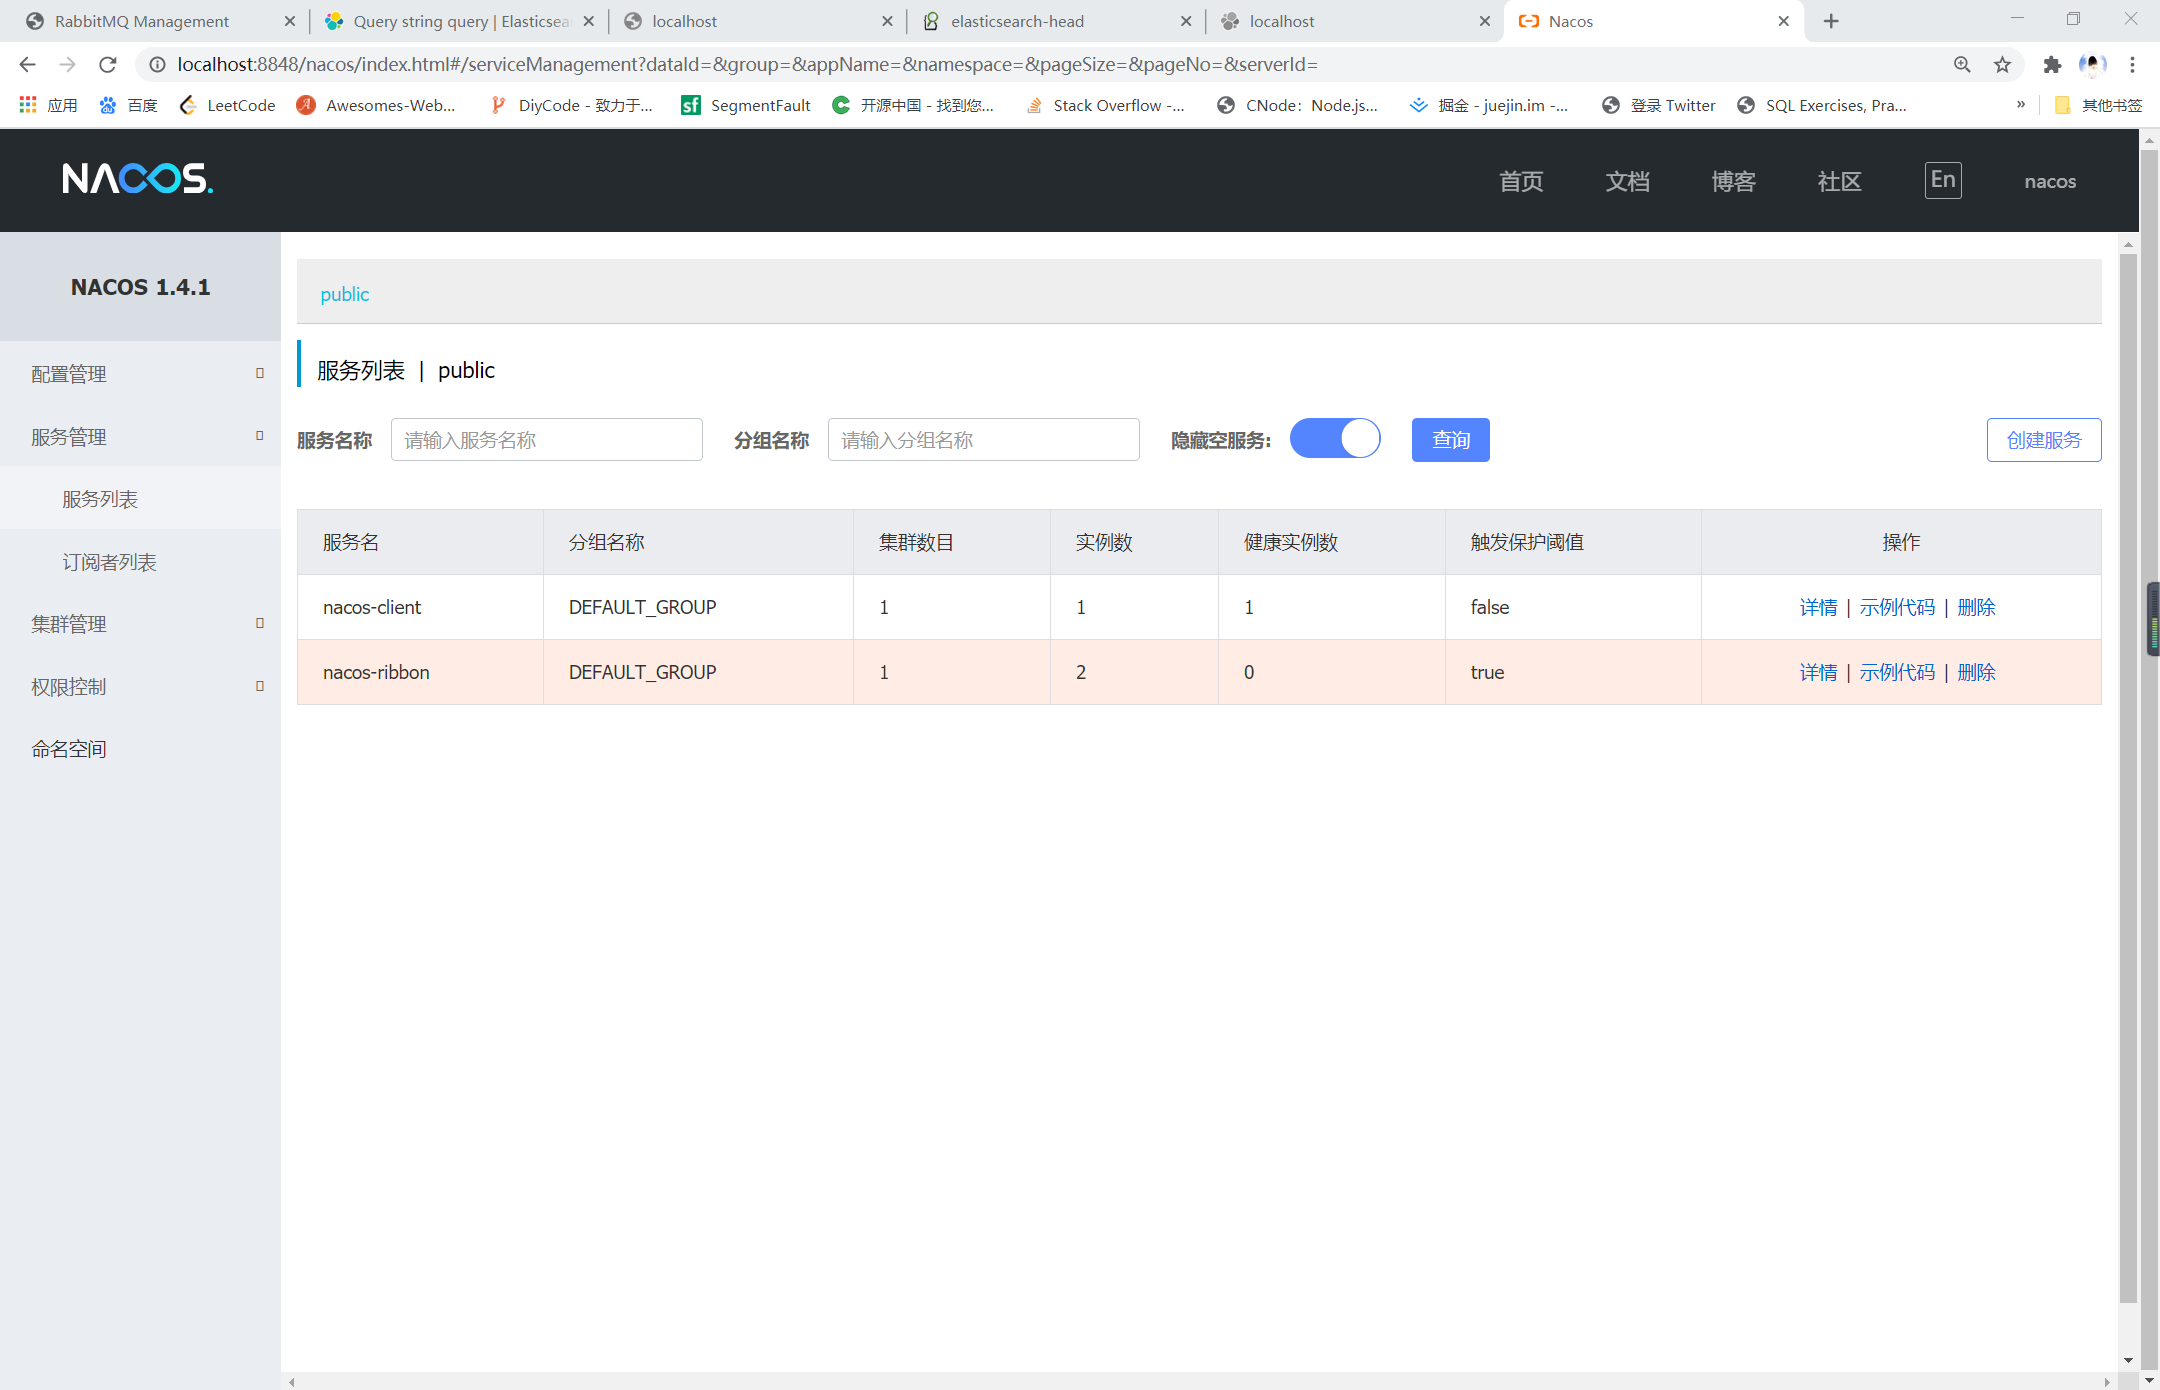 RabbitMQ Management
Query string query | Elasticsea
localhost
elasticsearch-head
localhost
Nacos
localhost:8848/nacos/index.html#/serviceManagement?dataId=&group=&appName=&namespace=&pageSize=&pageNo=&serverId=
应用 百度 LeetCode Awesomes-Web... DiyCode - 致力于... SegmentFault 开源中国 - 找到您... Stack Overflow -... CNode：Node.js... 掘金 - juejin.im -... 登录 Twitter SQL Exercises, Pra... » 其他书签
NACOS.
首页 文档 博客 社区 En nacos
NACOS 1.4.1
配置管理
服务管理
服务列表
订阅者列表
集群管理
权限控制
命名空间
public
服务列表 | public
服务名称 请输入服务名称 分组名称 请输入分组名称 隐藏空服务: 查询 创建服务
服务名 分组名称 集群数目 实例数 健康实例数 触发保护阈值 操作
nacos-client DEFAULT_GROUP 1 1 1 false 详情 | 示例代码 | 删除
nacos-ribbon DEFAULT_GROUP 1 2 0 true 详情 | 示例代码 | 删除